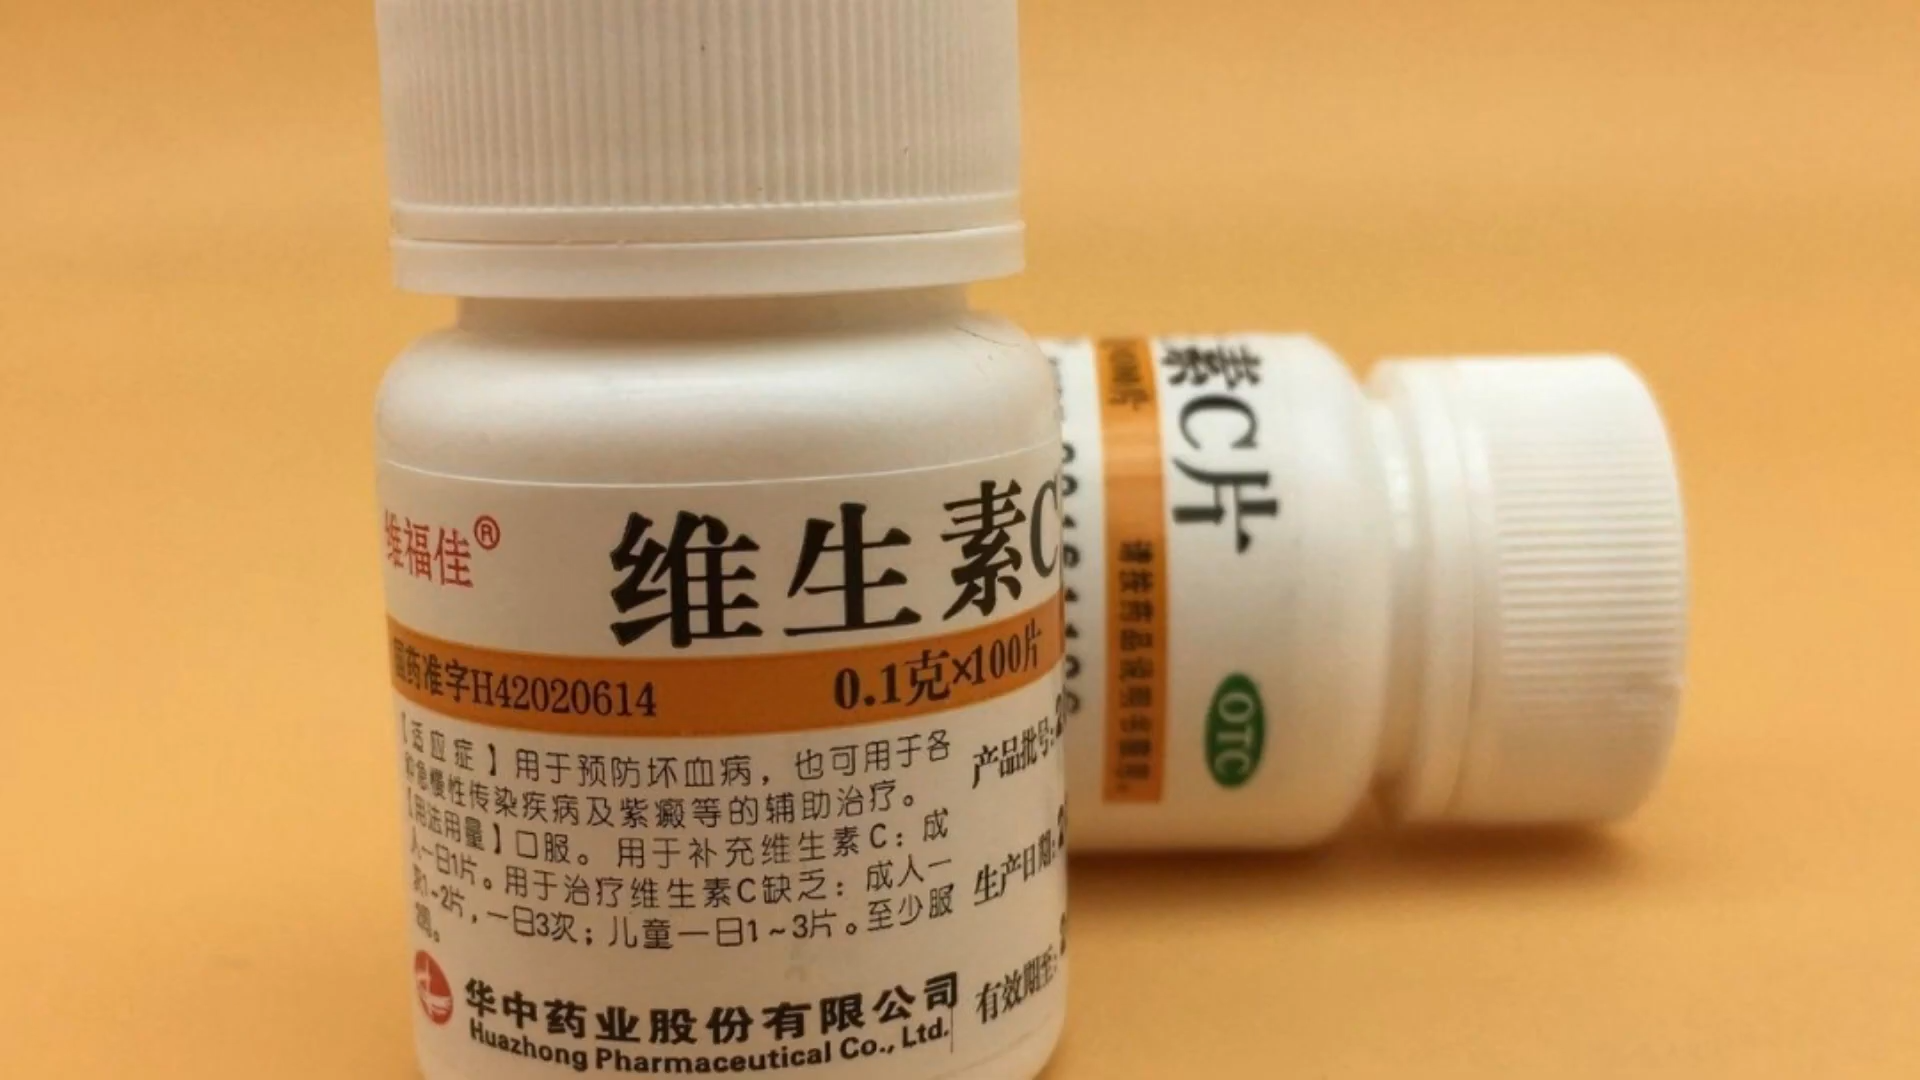 维福佳®
维生素C
国药准字H42020614
0.1克×100片
【适应症】用于预防坏血病，也可用于各
种急慢性传染疾病及紫癜等的辅助治疗。
【用法用量】口服。用于补充维生素C：成
人一日1片。用于治疗维生素C缺乏：成人一
次1~2片，一日3次；儿童一日1~3片。至少服
2周。
产品批号:
生产日期:
有效期至:
华中药业股份有限公司
Huazhong Pharmaceutical Co., Ltd.
素C片
OTC